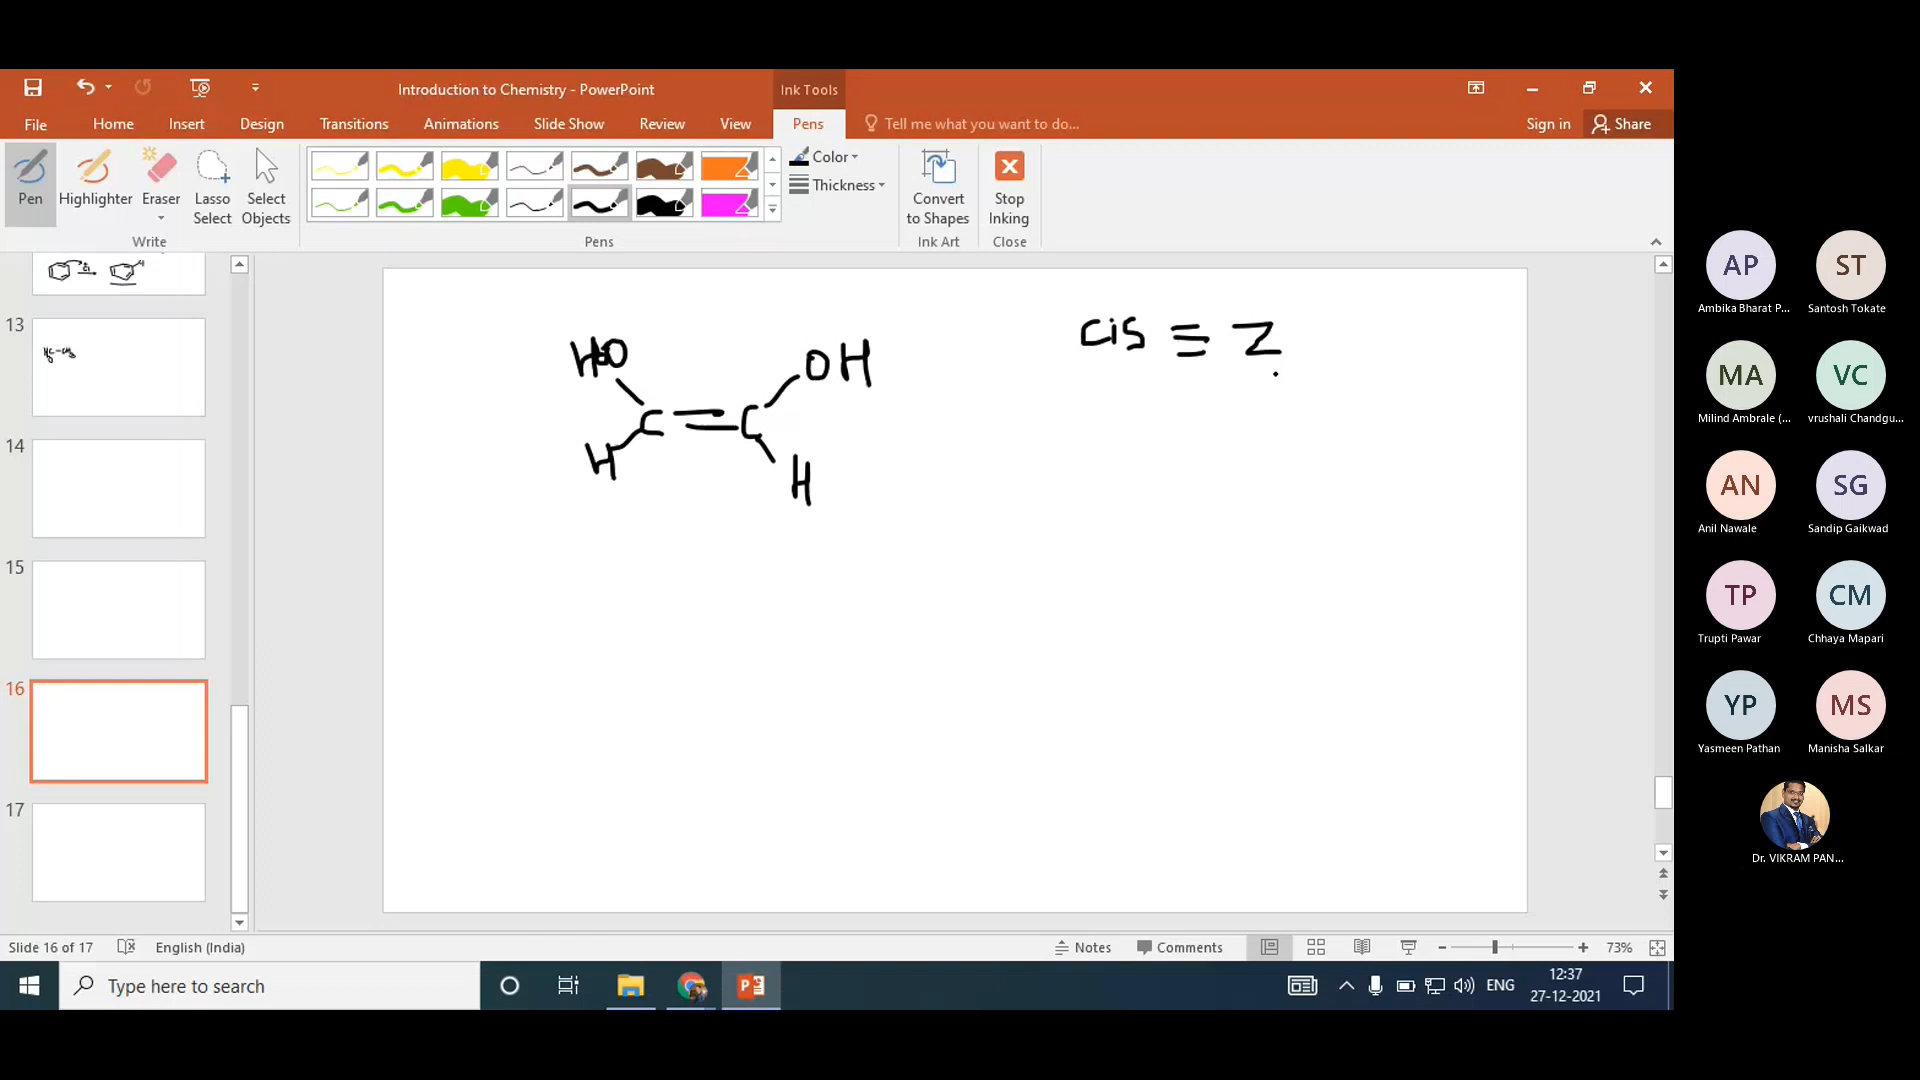 Introduction to Chemistry - PowerPoint
Ink Tools
File Home Insert Design Transitions Animations Slide Show Review View Pens Tell me what you want to do... Sign in Share
Pen Highlighter Eraser Lasso Select Select Objects
Color
Thickness
Convert to Shapes
Stop Inking
Write Pens Ink Art Close
13
14
15
16
17
HO OH
C = C
H H
cis ≡ Z
AP ST
Ambika Bharat P... Santosh Tokate
MA VC
Milind Ambrale (... vrushali Chandgu...
AN SG
Anil Nawale Sandip Gaikwad
TP CM
Trupti Pawar Chhaya Mapari
YP MS
Yasmeen Pathan Manisha Salkar
Dr. VIKRAM PAN...
Slide 16 of 17 English (India) Notes Comments 73%
Type here to search ENG 12:37
27-12-2021